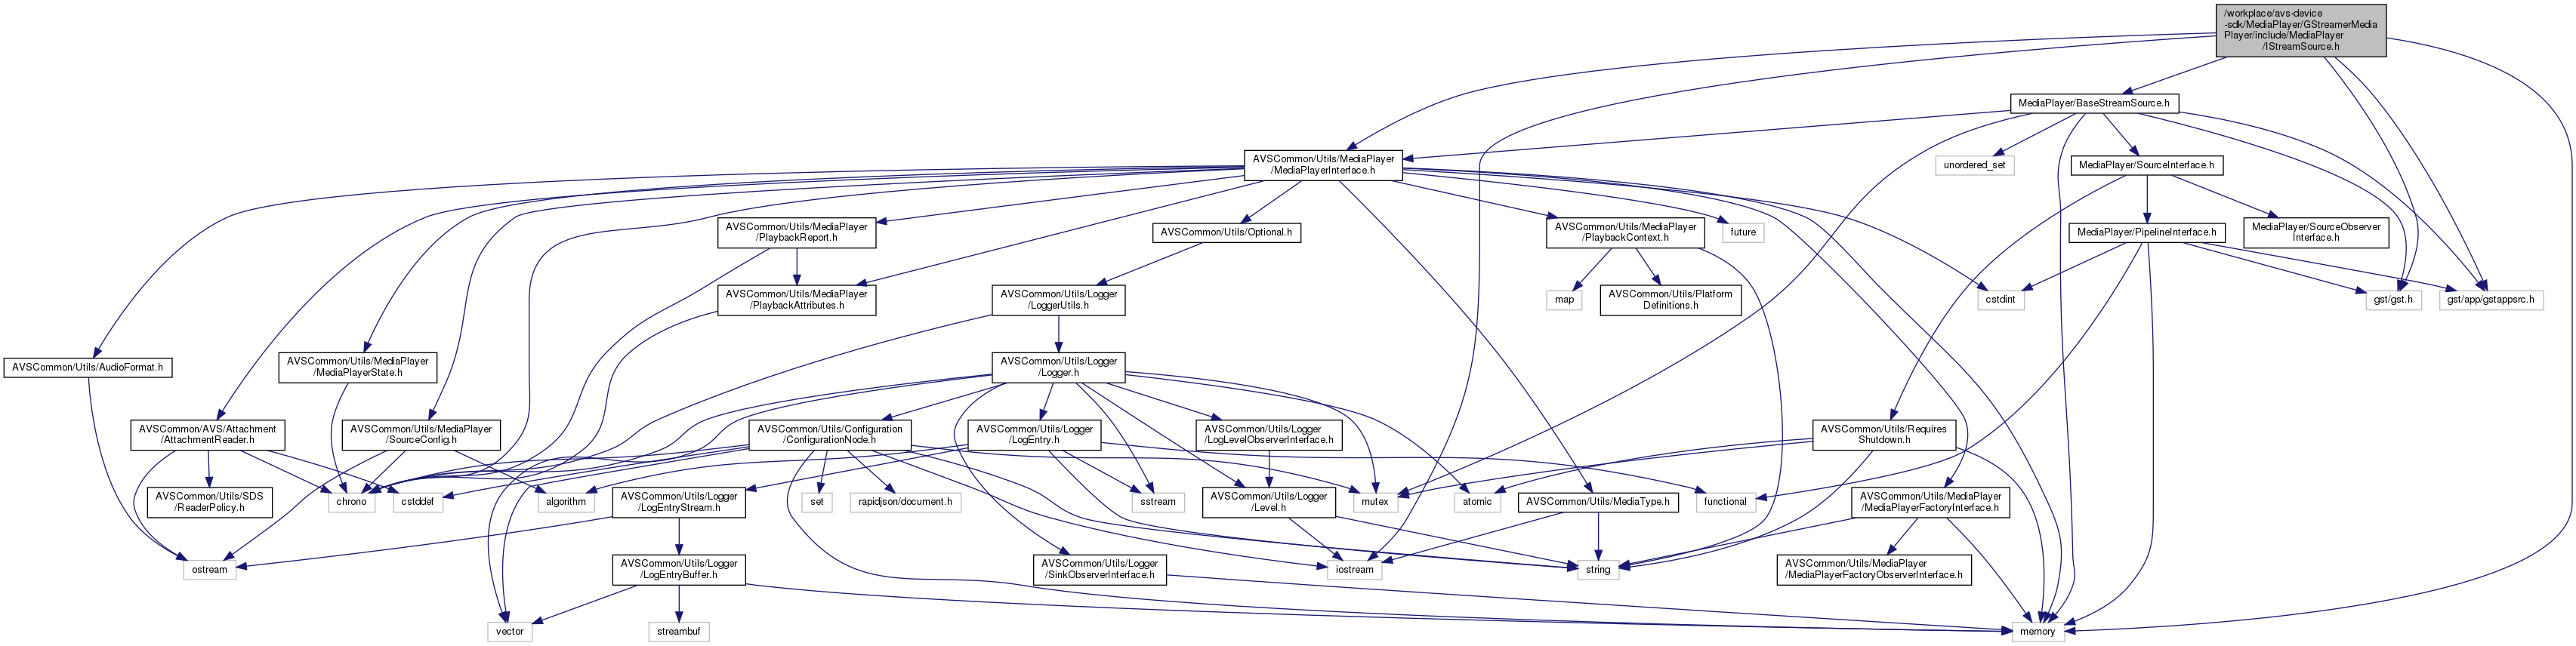 /workplace/avs-device
-sdk/MediaPlayer/GStreamerMedia
Player/include/MediaPlayer
/IStreamSource.h
MediaPlayer/BaseStreamSource.h
AVSCommon/Utils/MediaPlayer
/MediaPlayerInterface.h
unordered_set
MediaPlayer/SourceInterface.h
AVSCommon/Utils/MediaPlayer
/PlaybackReport.h
AVSCommon/Utils/Optional.h
AVSCommon/Utils/MediaPlayer
/PlaybackContext.h
future
MediaPlayer/PipelineInterface.h
MediaPlayer/SourceObserver
Interface.h
AVSCommon/Utils/MediaPlayer
/PlaybackAttributes.h
AVSCommon/Utils/Logger
/LoggerUtils.h
map
AVSCommon/Utils/Platform
Definitions.h
cstdint
gst/gst.h
gst/app/gstappsrc.h
AVSCommon/Utils/AudioFormat.h
AVSCommon/Utils/MediaPlayer
/MediaPlayerState.h
AVSCommon/Utils/Logger
/Logger.h
AVSCommon/AVS/Attachment
/AttachmentReader.h
AVSCommon/Utils/MediaPlayer
/SourceConfig.h
AVSCommon/Utils/Configuration
/ConfigurationNode.h
AVSCommon/Utils/Logger
/LogEntry.h
AVSCommon/Utils/Logger
/LogLevelObserverInterface.h
AVSCommon/Utils/Requires
Shutdown.h
AVSCommon/Utils/SDS
/ReaderPolicy.h
chrono
cstddef
algorithm
AVSCommon/Utils/Logger
/LogEntryStream.h
set
rapidjson/document.h
sstream
AVSCommon/Utils/Logger
/Level.h
mutex
atomic
AVSCommon/Utils/MediaType.h
functional
AVSCommon/Utils/MediaPlayer
/MediaPlayerFactoryInterface.h
ostream
AVSCommon/Utils/Logger
/LogEntryBuffer.h
AVSCommon/Utils/Logger
/SinkObserverInterface.h
iostream
string
AVSCommon/Utils/MediaPlayer
/MediaPlayerFactoryObserverInterface.h
vector
streambuf
memory